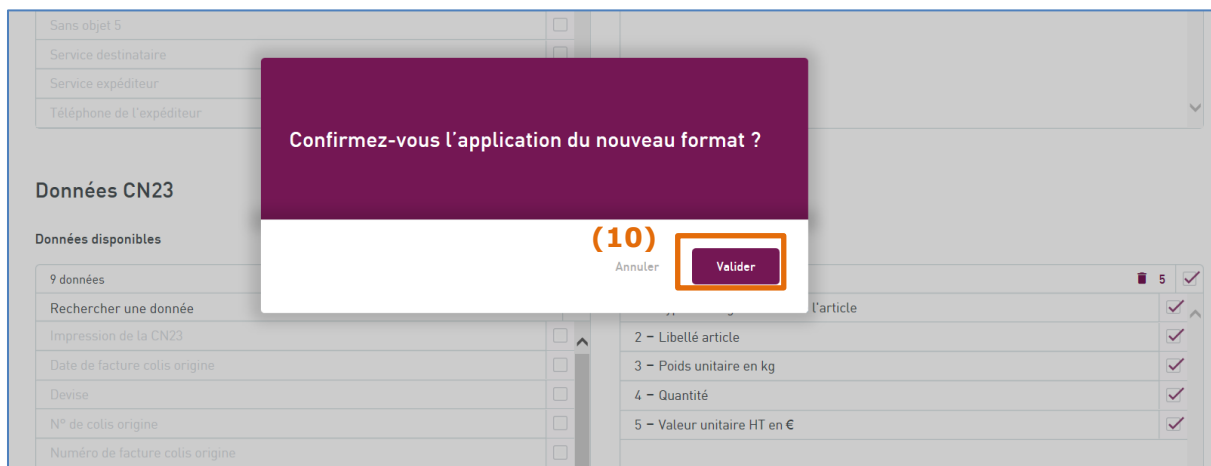 Sans objet 5
Service destinataire
Service expéditeur
Téléphone de l'expéditeur
Confirmez-vous l'application du nouveau format ?
(10)
Annuler
Valider
Données CN23
Données disponibles
9 données
Rechercher une donnée
Impression de la CN23
Date de facture colis origine
Devise
N° de colis origine
Numéro de facture colis origine
5
l'article
2 – Libellé article
3 – Poids unitaire en kg
4 – Quantité
5 – Valeur unitaire HT en €